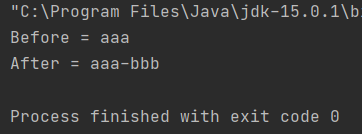 "C:\Program Files\Java\jdk-15.0.1\b
Before = aaa
After = aaa-bbb
Process finished with exit code 0